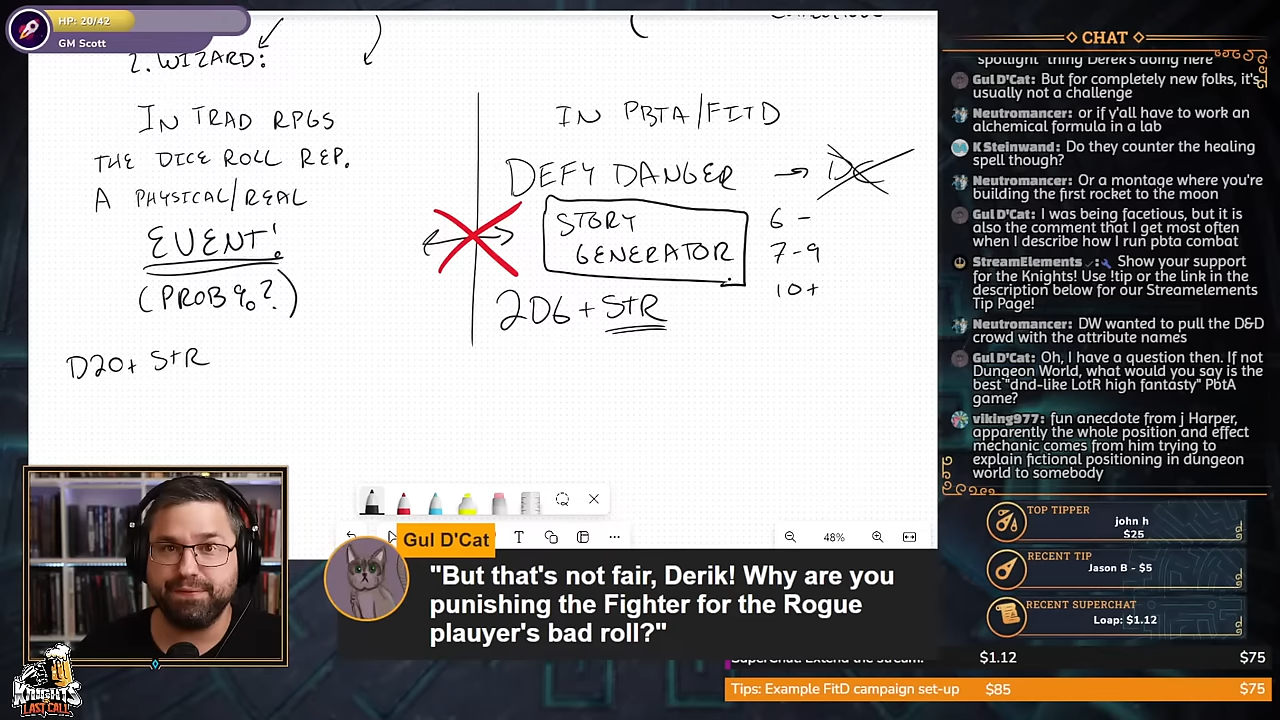 HP: 20/42
GM Scott
2. WIZARD:
IN TRAD RPGS
THE DICE ROLL REP.
A PHYSICAL/REAL
EVENT!
(PROB %?)
D20+ STR
IN PBTA/FITD
DEFY DANGER → DC
STORY
GENERATOR
6 -
7-9
10+
2D6 + STR
48%
Gul D'Cat
"But that's not fair, Derik! Why are you
punishing the Fighter for the Rogue
plauyer's bad roll?"
KNIGHTS
LAST CALL
CHAT
spotlight" thing Derek's doing here
Gul D'Cat: But for completely new folks, it's
usually not a challenge
Neutromancer: or if y'all have to work an
alchemical formula in a lab
K Steinwand: Do they counter the healing
spell though?
Neutromancer: Or a montage where you're
building the first rocket to the moon
Gul D'Cat: I was being facetious, but it is
also the comment that I get most often
when I describe how I run pbta combat
StreamElements: Show your support
for the Knights! Use !tip or the link in the
description below for our Streamelements
Tip Page!
Neutromancer: DW wanted to pull the D&D
crowd with the attribute names
Gul D'Cat: Oh, I have a question then. If not
Dungeon World, what would you say is the
best "dnd-like LotR high fantasty" PbtA
game?
viking977: fun anecdote from j Harper,
apparently the whole position and effect
mechanic comes from him trying to
explain fictional positioning in dungeon
world to somebody
TOP TIPPER
john h
$25
RECENT TIP
Jason B - $5
RECENT SUPERCHAT
Loap: $1.12
SuperChat: Extend the stream! $1.12 $75
Tips: Example FitD campaign set-up $85 $75